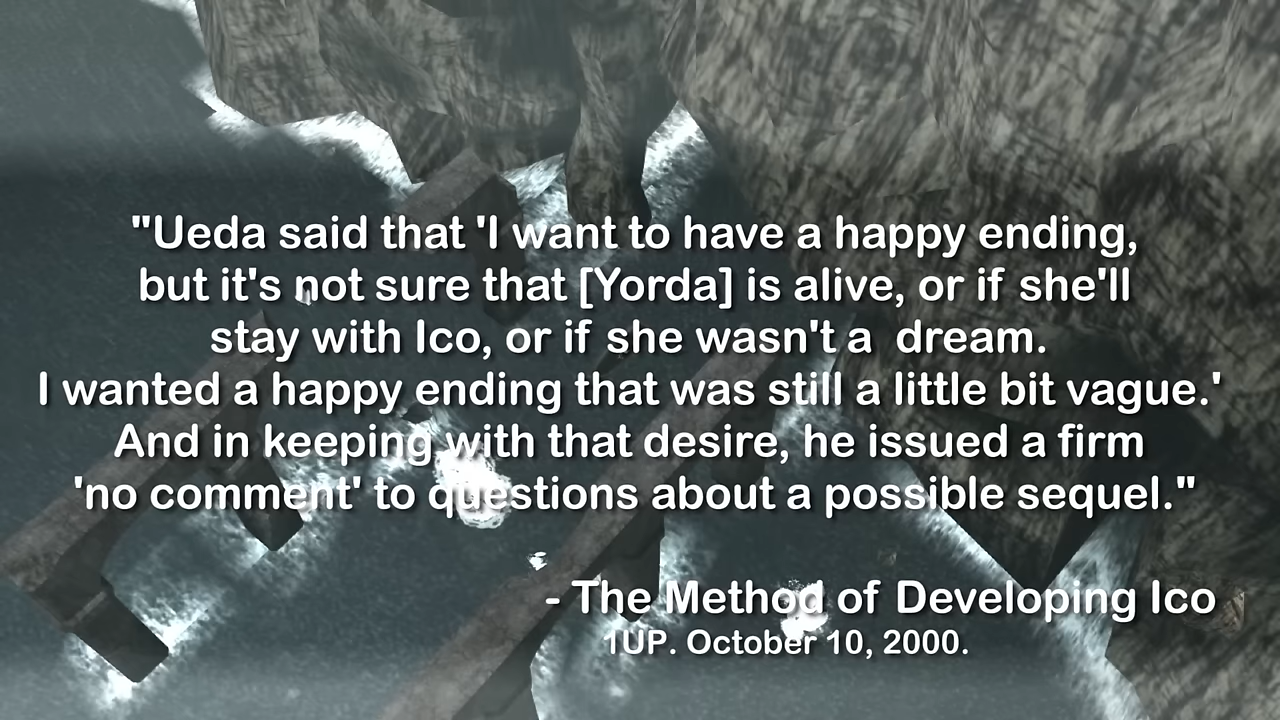 "Ueda said that 'I want to have a happy ending,
but it's not sure that [Yorda] is alive, or if she'll
stay with Ico, or if she wasn't a dream.
I wanted a happy ending that was still a little bit vague.'
And in keeping with that desire, he issued a firm
'no comment' to questions about a possible sequel."
- The Method of Developing Ico
1UP. October 10, 2000.